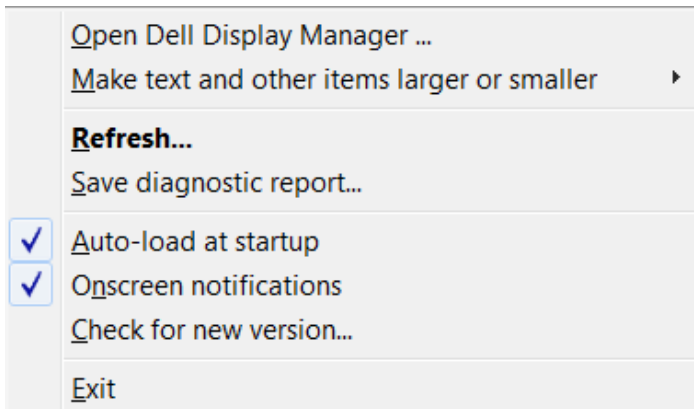 Open Dell Display Manager ...
Make text and other items larger or smaller
Refresh...
Save diagnostic report...
Auto-load at startup
Onscreen notifications
Check for new version...
Exit